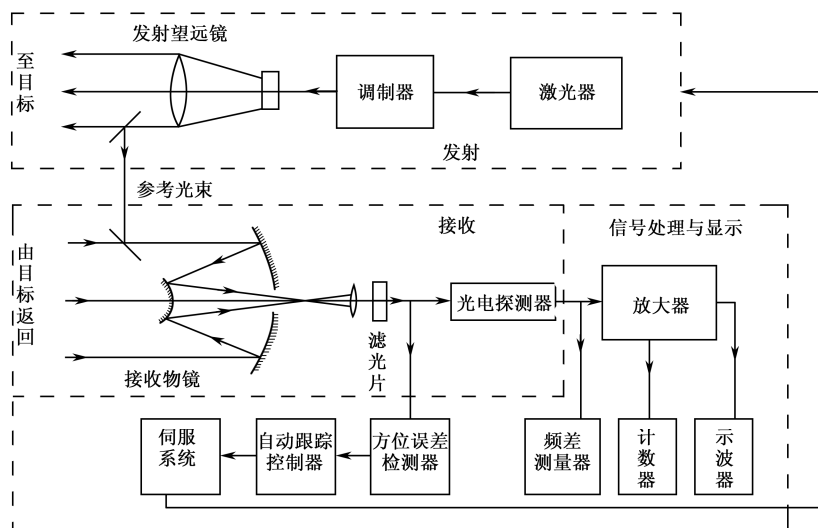 发射望远镜
至目标
调制器
激光器
发射
参考光束
接收
信号处理与显示
由目标返回
光电探测器
放大器
滤光片
接收物镜
伺服
系统
自动跟踪
控制器
方位误差
检测器
频差
测量器
计数器
示波器